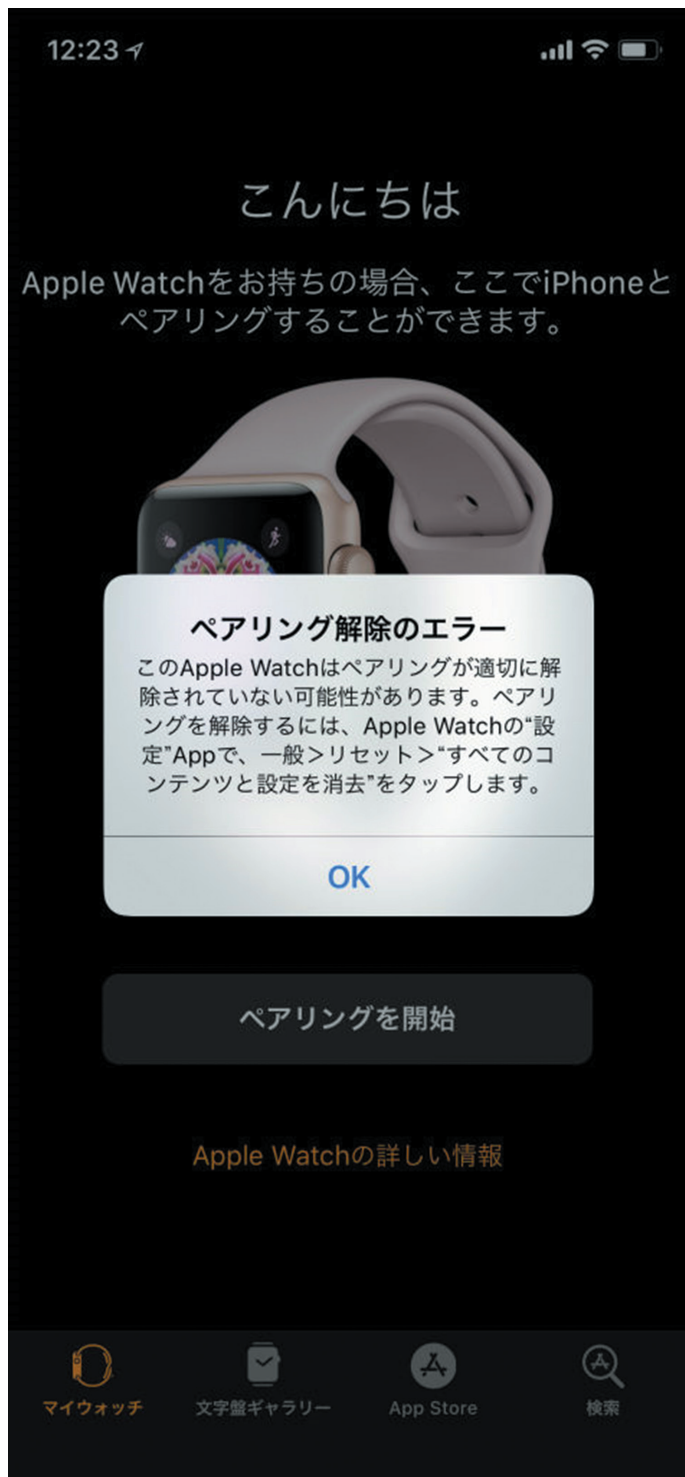 12:23
こんにちは
Apple Watchをお持ちの場合、ここでiPhoneと
ペアリングすることができます。
ペアリング解除のエラー
このApple Watchはペアリングが適切に解
除されていない可能性があります。ペアリ
ングを解除するには、Apple Watchの“設
定”Appで、一般＞リセット＞“すべてのコ
ンテンツと設定を消去”をタップします。
OK
ペアリングを開始
Apple Watchの詳しい情報
マイウォッチ
文字盤ギャラリー
App Store
検索